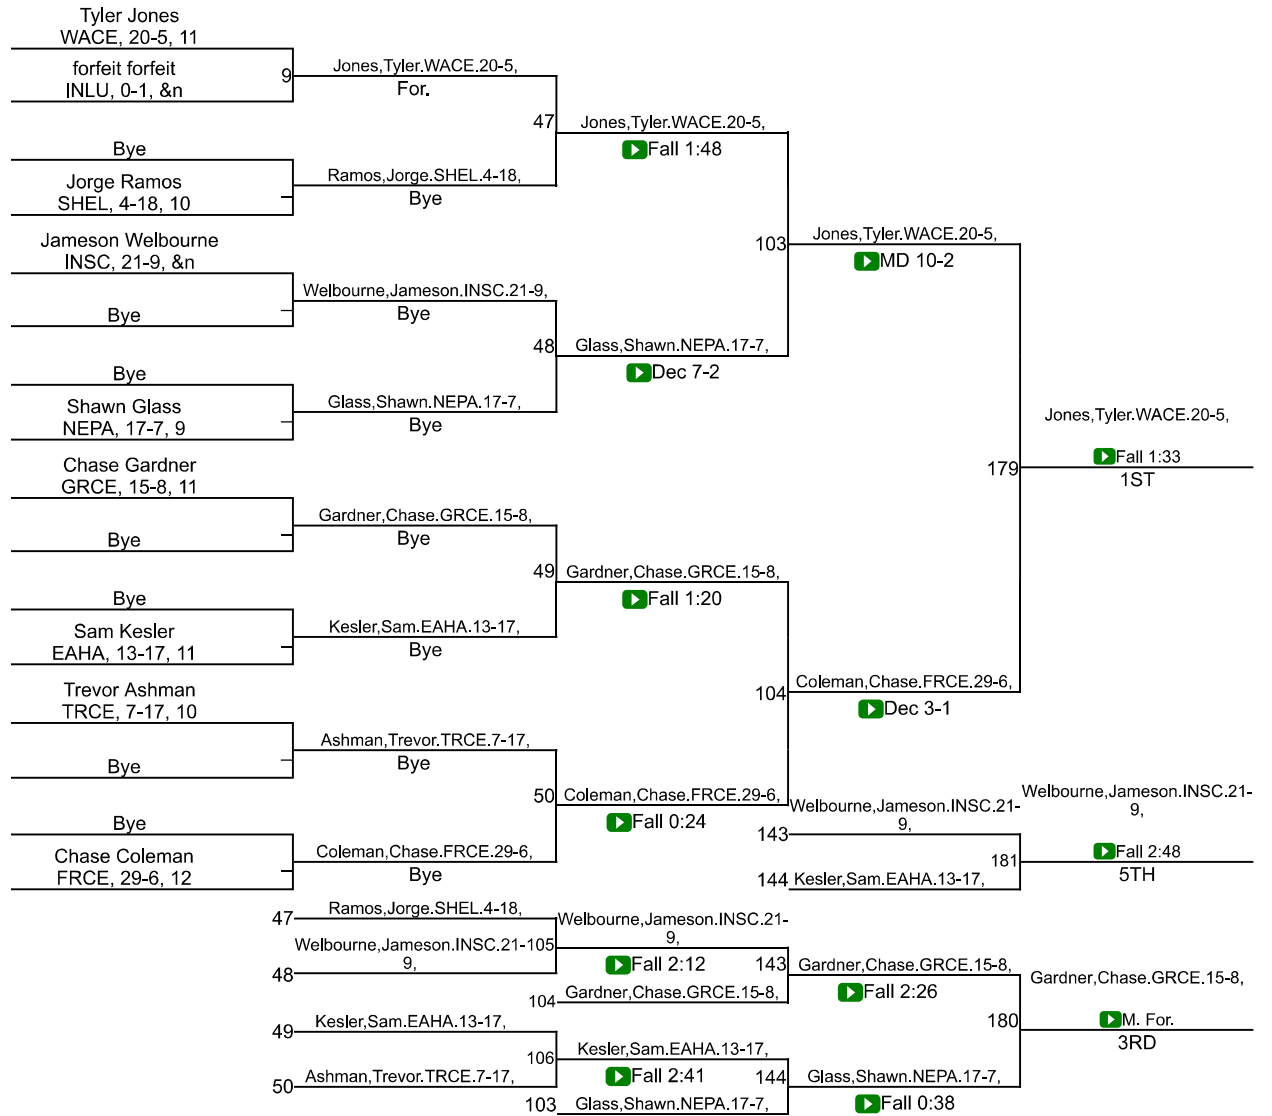 Tyler Jones
WACE, 20-5, 11
forfeit forfeit
INLU, 0-1, &n
9
Jones,Tyler.WACE.20-5,
For.
47
Jones,Tyler.WACE.20-5,
Fall 1:48
Bye
Jorge Ramos
SHEL, 4-18, 10
Ramos,Jorge.SHEL.4-18,
Bye
Jameson Welbourne
INSC, 21-9, &n
103
Jones,Tyler.WACE.20-5,
MD 10-2
Bye
Welbourne,Jameson.INSC.21-9,
Bye
48
Glass,Shawn.NEPA.17-7,
Dec 7-2
Bye
Shawn Glass
NEPA, 17-7, 9
Glass,Shawn.NEPA.17-7,
Bye
Jones,Tyler.WACE.20-5,
179
Fall 1:33
1ST
Chase Gardner
GRCE, 15-8, 11
Bye
Gardner,Chase.GRCE.15-8,
Bye
49
Gardner,Chase.GRCE.15-8,
Fall 1:20
Bye
Sam Kesler
EAHA, 13-17, 11
Kesler,Sam.EAHA.13-17,
Bye
Trevor Ashman
TRCE, 7-17, 10
104
Coleman,Chase.FRCE.29-6,
Dec 3-1
Bye
Ashman,Trevor.TRCE.7-17,
Bye
50
Coleman,Chase.FRCE.29-6,
Fall 0:24
Bye
Chase Coleman
FRCE, 29-6, 12
Coleman,Chase.FRCE.29-6,
Bye
Welbourne,Jameson.INSC.21-
9,
143
144
Kesler,Sam.EAHA.13-17,
181
Welbourne,Jameson.INSC.21-
9,
Fall 2:48
5TH
47
Ramos,Jorge.SHEL.4-18,
48
Welbourne,Jameson.INSC.21-
9,
105
Welbourne,Jameson.INSC.21-
9,
Fall 2:12
104
Gardner,Chase.GRCE.15-8,
143
Gardner,Chase.GRCE.15-8,
Fall 2:26
49
Kesler,Sam.EAHA.13-17,
50
Ashman,Trevor.TRCE.7-17,
106
Kesler,Sam.EAHA.13-17,
Fall 2:41
103
Glass,Shawn.NEPA.17-7,
144
Glass,Shawn.NEPA.17-7,
Fall 0:38
180
Gardner,Chase.GRCE.15-8,
M. For.
3RD